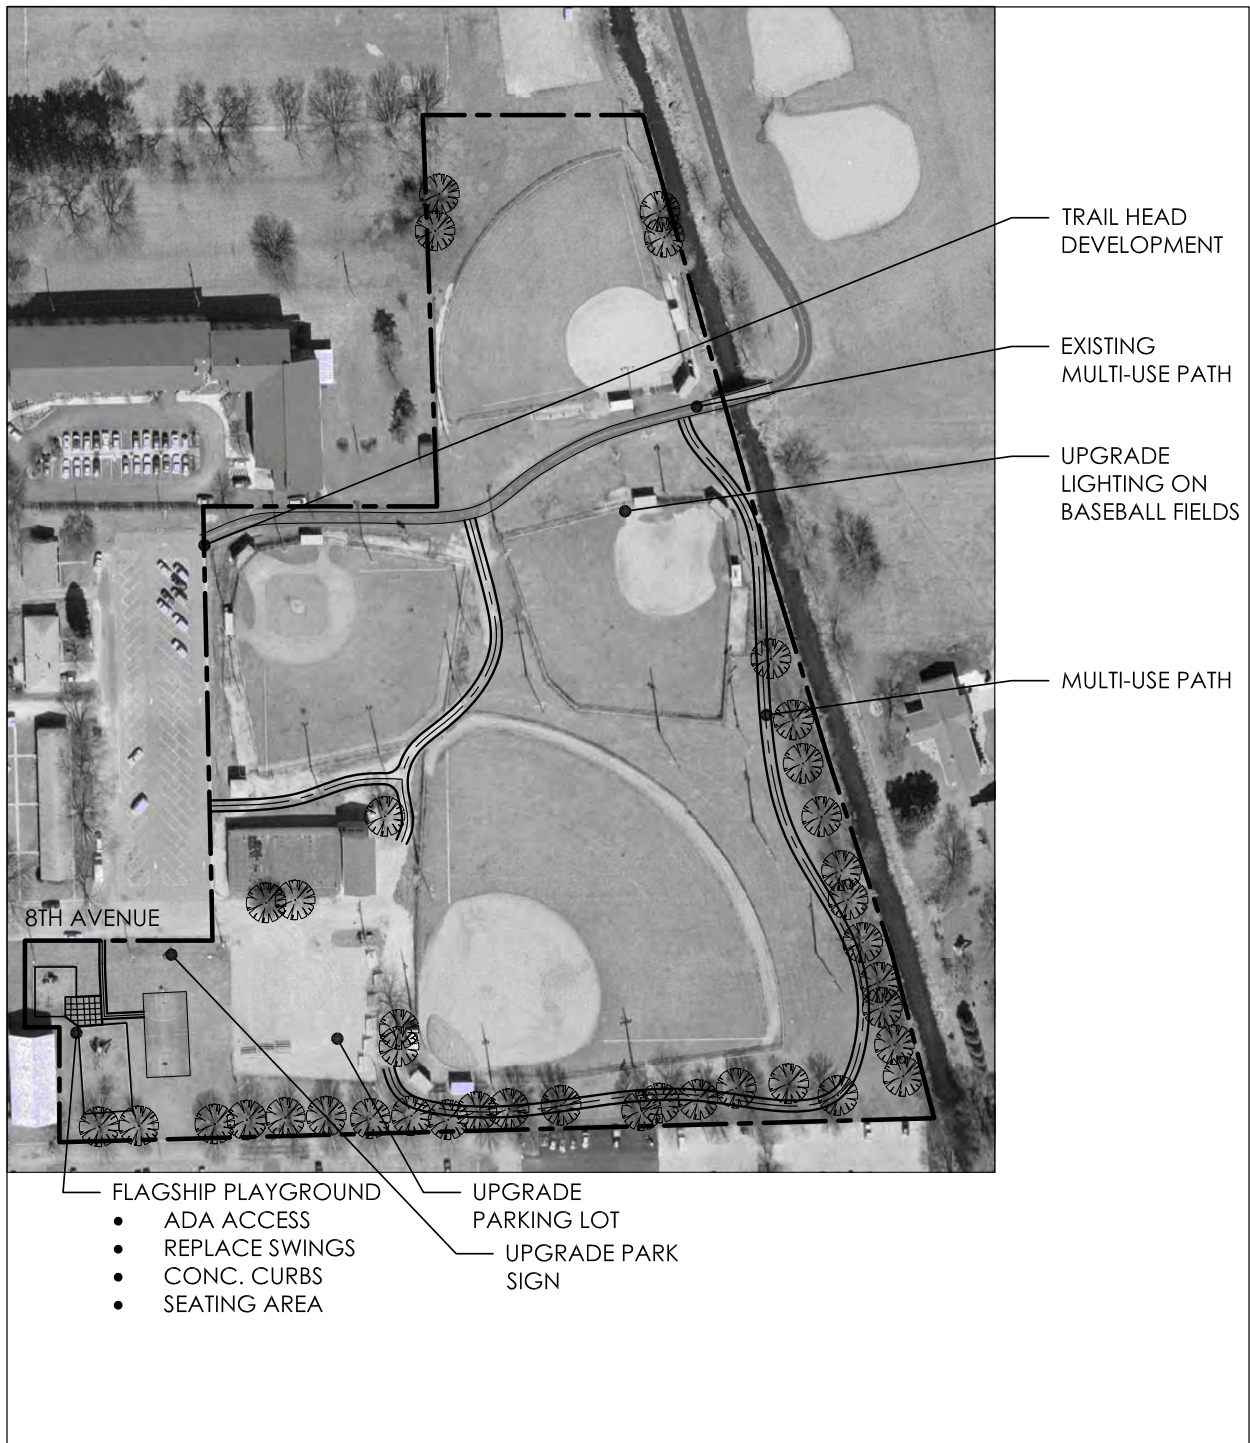 TRAIL HEAD
DEVELOPMENT
EXISTING
MULTI-USE PATH
UPGRADE
LIGHTING ON
BASEBALL FIELDS
MULTI-USE PATH
8TH AVENUE
FLAGSHIP PLAYGROUND
• ADA ACCESS
• REPLACE SWINGS
• CONC. CURBS
• SEATING AREA
UPGRADE
PARKING LOT
UPGRADE PARK
SIGN